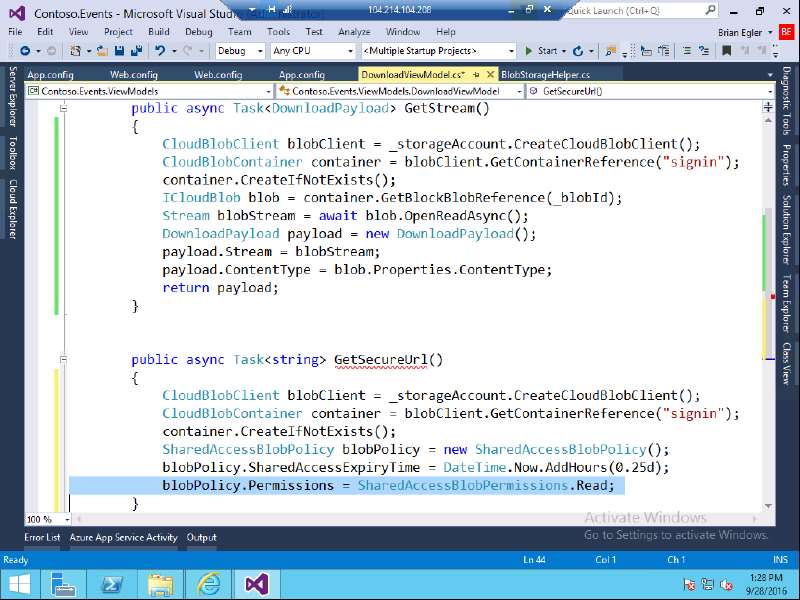 Contoso.Events - Microsoft Visual Studio
104.214.104.208
Quick Launch (Ctrl+Q)
File Edit View Project Build Debug Team Tools Test Analyze Window Help
Brian Egler BE
Debug Any CPU <Multiple Startup Projects> Start
App.config Web.config Web.config App.config DownloadViewModel.cs* BlobStorageHelper.cs
Contoso.Events.ViewModels Contoso.Events.ViewModels.DownloadViewModel GetSecureUrl()
Server Explorer
Toolbox
Cloud Explorer
public async Task<DownloadPayload> GetStream()
{
CloudBlobClient blobClient = _storageAccount.CreateCloudBlobClient();
CloudBlobContainer container = blobClient.GetContainerReference("signin");
container.CreateIfNotExists();
ICloudBlob blob = container.GetBlockBlobReference(_blobId);
Stream blobStream = await blob.OpenReadAsync();
DownloadPayload payload = new DownloadPayload();
payload.Stream = blobStream;
payload.ContentType = blob.Properties.ContentType;
return payload;
}
public async Task<string> GetSecureUrl()
{
CloudBlobClient blobClient = _storageAccount.CreateCloudBlobClient();
CloudBlobContainer container = blobClient.GetContainerReference("signin");
container.CreateIfNotExists();
SharedAccessBlobPolicy blobPolicy = new SharedAccessBlobPolicy();
blobPolicy.SharedAccessExpiryTime = DateTime.Now.AddHours(0.25d);
blobPolicy.Permissions = SharedAccessBlobPermissions.Read;
}
Diagnostic Tools
Properties
Solution Explorer
Team Explorer
Class View
100 %
Activate Windows
Go to Settings to activate Windows.
Error List Azure App Service Activity Output
Ready Ln 44 Col 1 Ch 1 INS
1:28 PM
9/28/2016